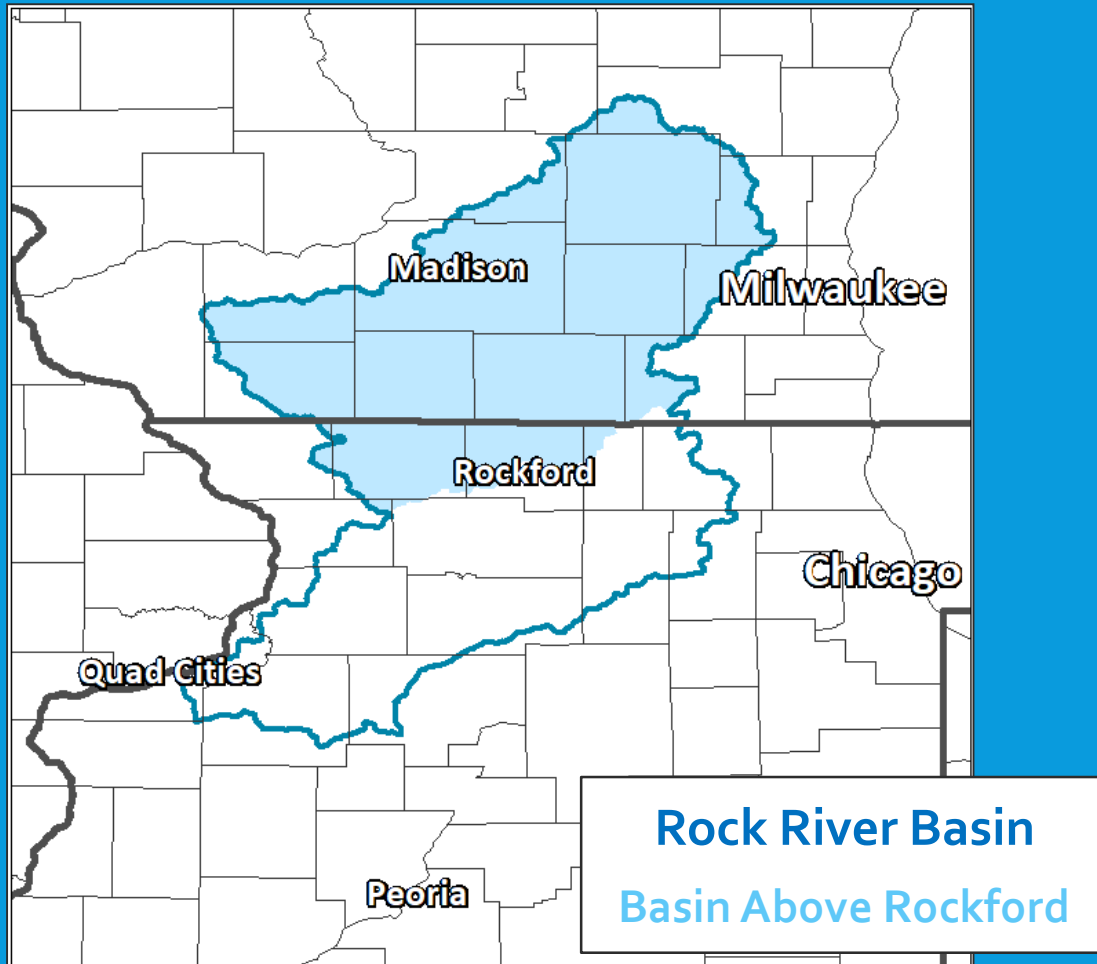 Madison
Milwaukee
Rockford
Chicago
Quad Cities
Rock River Basin
Peoria
Basin Above Rockford